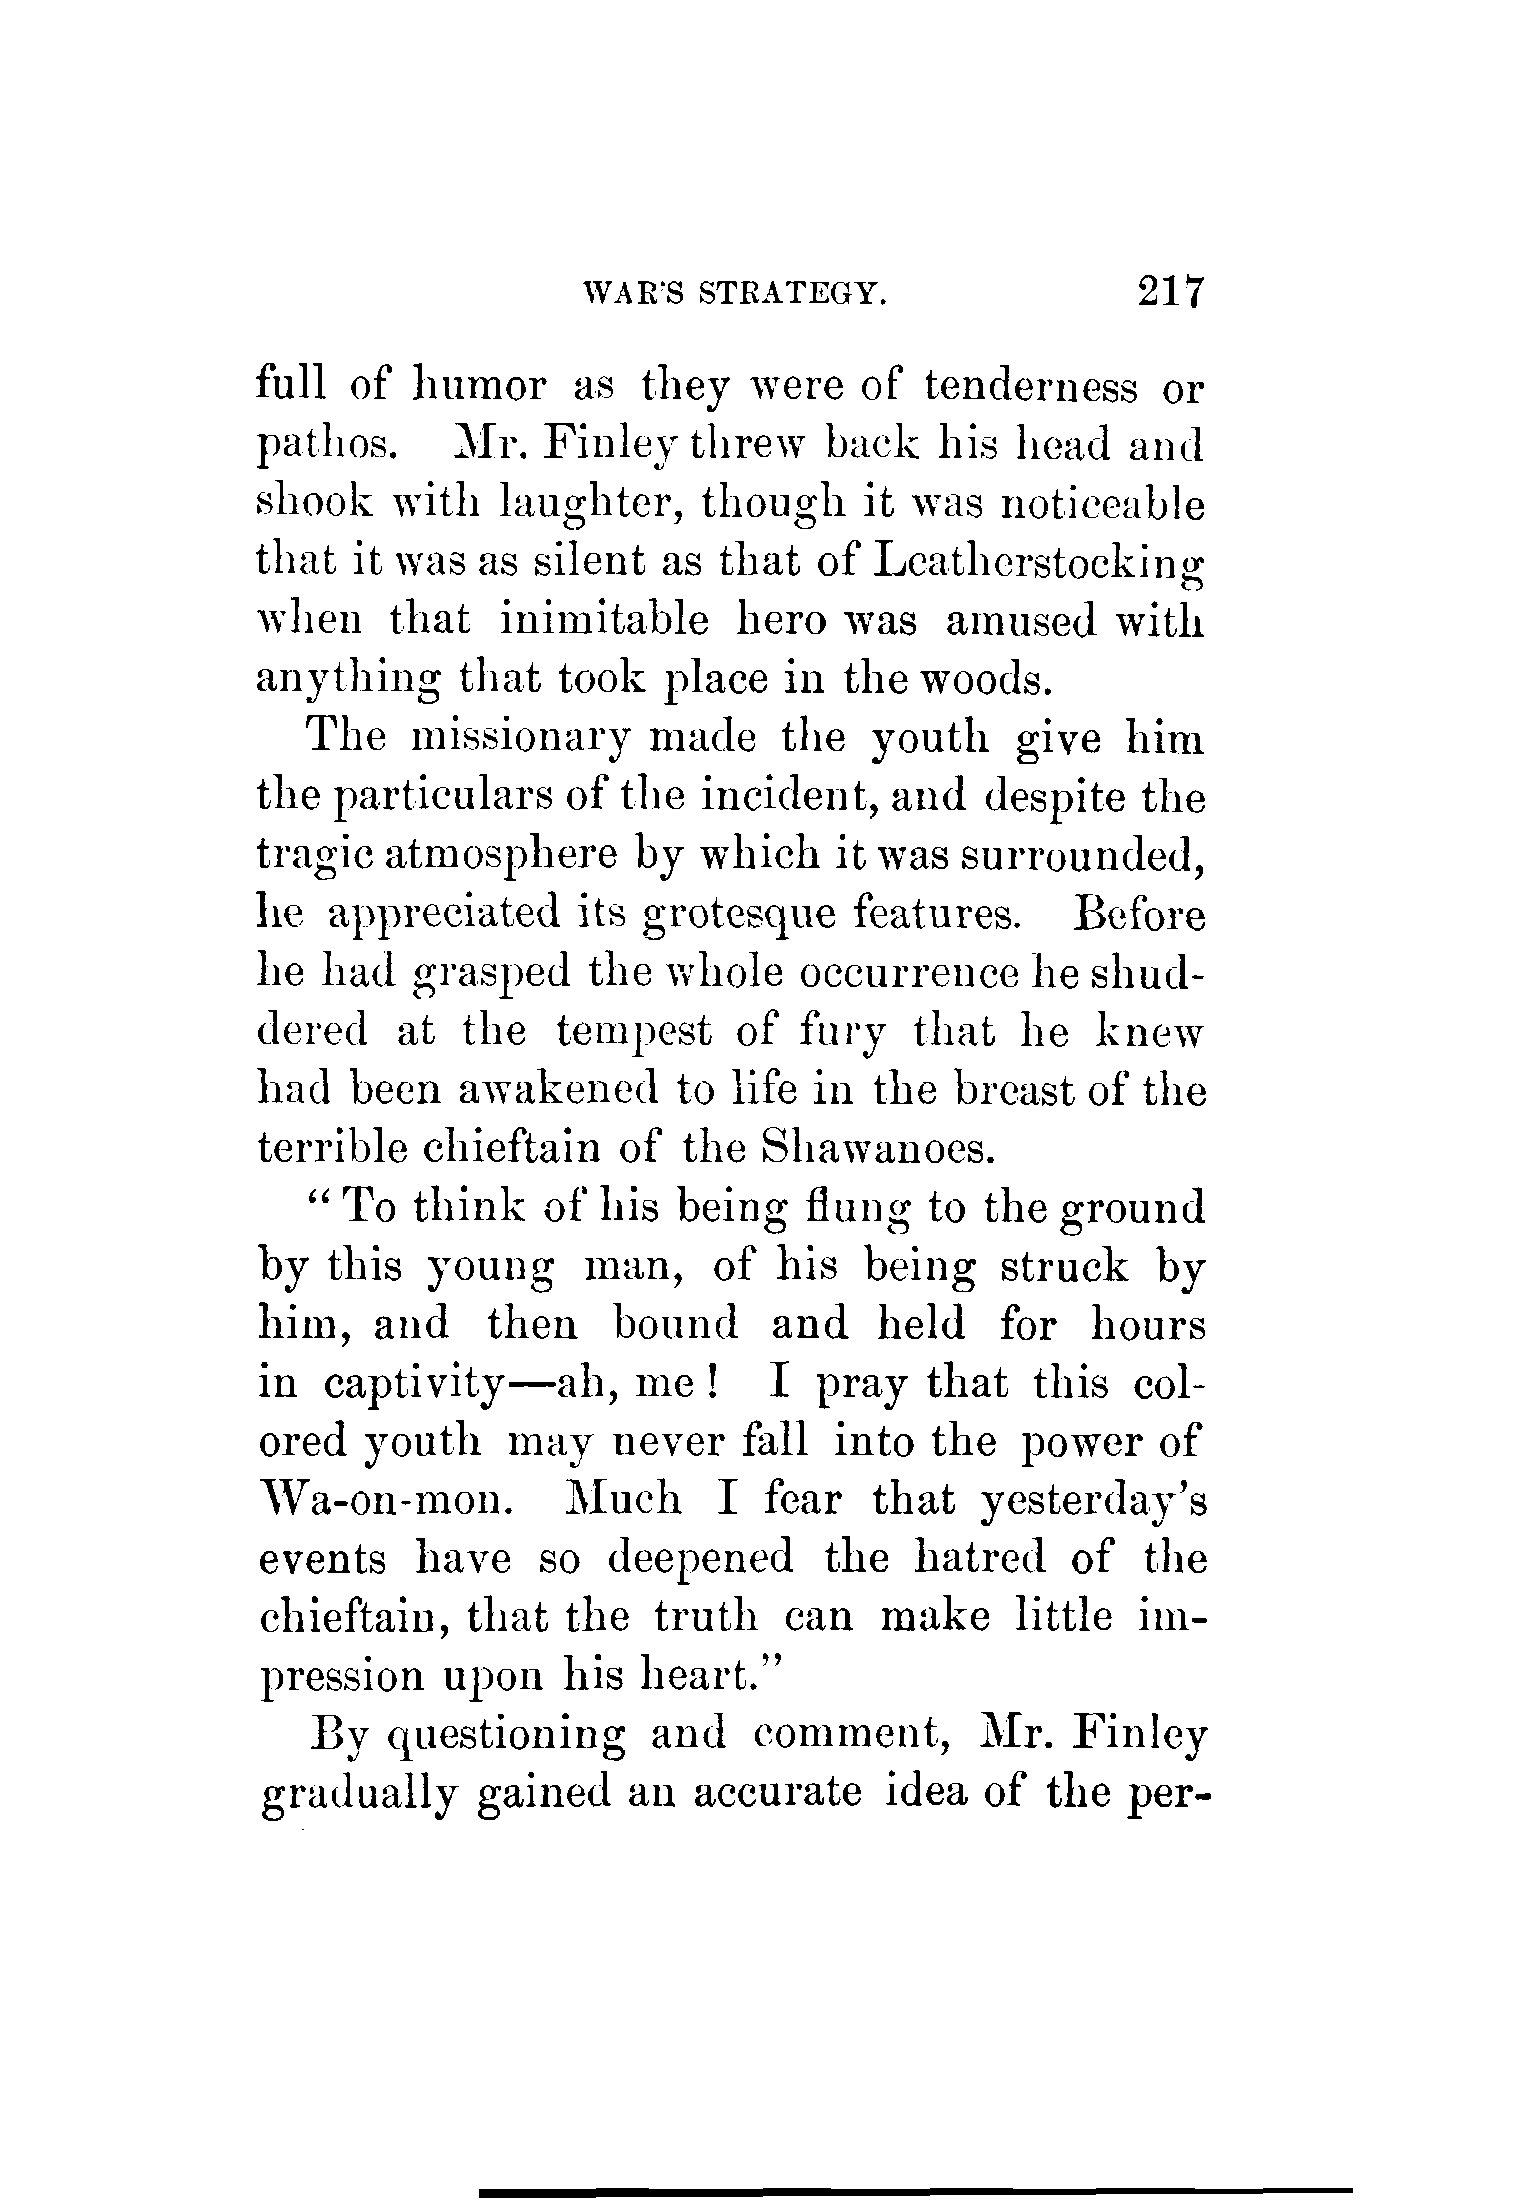 WAR'S STRATEGY. 217
full of humor as they were of tenderness or
pathos. Mr. Finley threw back his head and
shook with laughter, though it was noticeable
that it was as silent as that of Leatherstocking
when that inimitable hero was amused with
anything that took place in the woods.
The missionary made the youth give him
the particulars of the incident, and despite the
tragic atmosphere by which it was surrounded,
he appreciated its grotesque features. Before
he had grasped the whole occurrence he shud-
dered at the tempest of fury that he knew
had been awakened to life in the breast of the
terrible chieftain of the Shawanoes.
“ To think of his being flung to the ground
by this young man, of his being struck by
him, and then bound and held for hours
in captivity—ah, me ! I pray that this col-
ored youth may never fall into the power of
Wa-on-mon. Much I fear that yesterday's
events have so deepened the hatred of the
chieftain, that the truth can make little im-
pression upon his heart.”
By questioning and comment, Mr. Finley
gradually gained an accurate idea of the per-